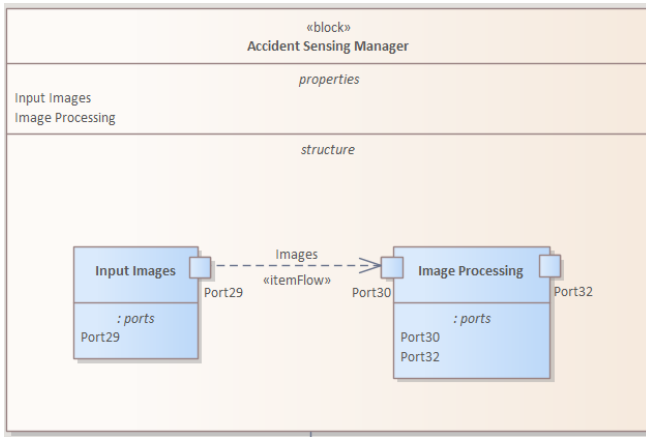 «block»
Accident Sensing Manager
properties
Input Images
Image Processing
structure
Images
«itemFlow»
Input Images
Port29
: ports
Port29
Image Processing
Port30
Port32
: ports
Port30
Port32